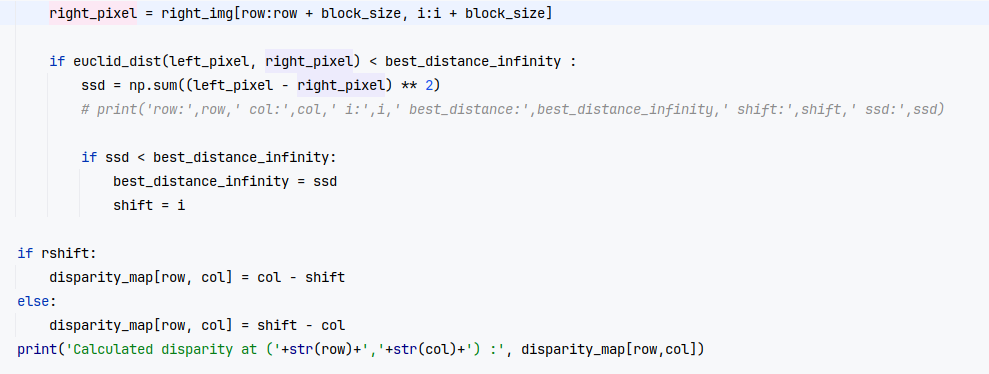 right_pixel = right_img[row:row + block_size, i:i + block_size]
if euclid_dist(left_pixel, right_pixel) < best_distance_infinity :
ssd = np.sum((left_pixel - right_pixel) ** 2)
# print('row:',row,' col:',col,' i:',i,' best_distance:',best_distance_infinity,' shift:',shift,' ssd:',ssd)
if ssd < best_distance_infinity:
best_distance_infinity = ssd
shift = i
if rshift:
disparity_map[row, col] = col - shift
else:
disparity_map[row, col] = shift - col
print('Calculated disparity at ('+str(row)+','+str(col)+') :', disparity_map[row,col])